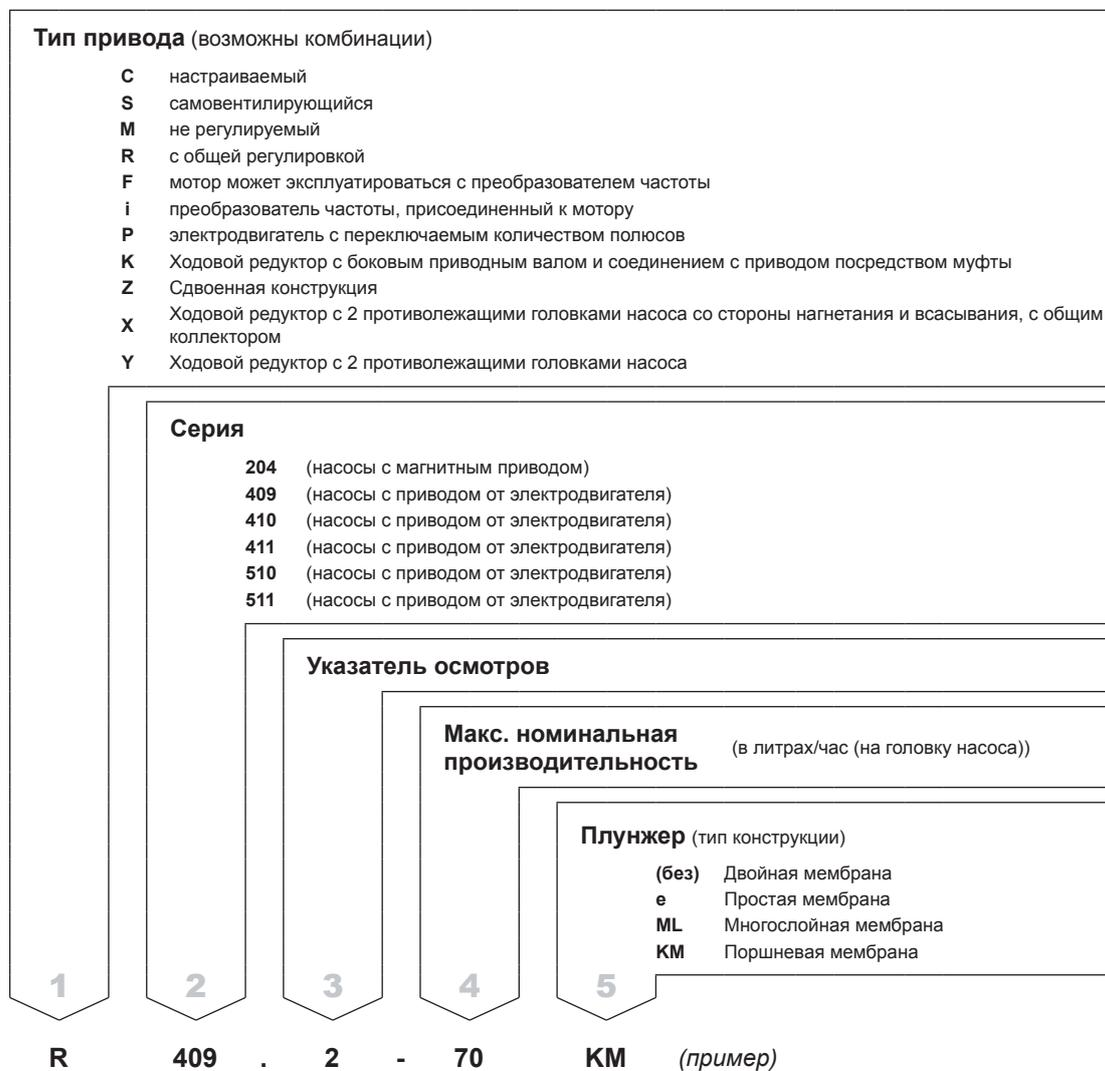 Тип привода (возможны комбинации)
C настраиваемый
S самовентилирующийся
M не регулируемый
R с общей регулировкой
F мотор может эксплуатироваться с преобразователем частоты
i преобразователь частоты, присоединенный к мотору
P электродвигатель с переключаемым количеством полюсов
K Ходовой редуктор с боковым приводным валом и соединением с приводом посредством муфты
Z Сдвоенная конструкция
X Ходовой редуктор с 2 противолежащими головками насоса со стороны нагнетания и всасывания, с общим
коллектором
Y Ходовой редуктор с 2 противолежащими головками насоса
Серия
204 (насосы с магнитным приводом)
409 (насосы с приводом от электродвигателя)
410 (насосы с приводом от электродвигателя)
411 (насосы с приводом от электродвигателя)
510 (насосы с приводом от электродвигателя)
511 (насосы с приводом от электродвигателя)
Указатель осмотров
Макс. номинальная
производительность (в литрах/час (на головку насоса))
Плунжер (тип конструкции)
(без) Двойная мембрана
e Простая мембрана
ML Многослойная мембрана
KM Поршневая мембрана
1 2 3 4 5
R 409 . 2 - 70 KM (пример)